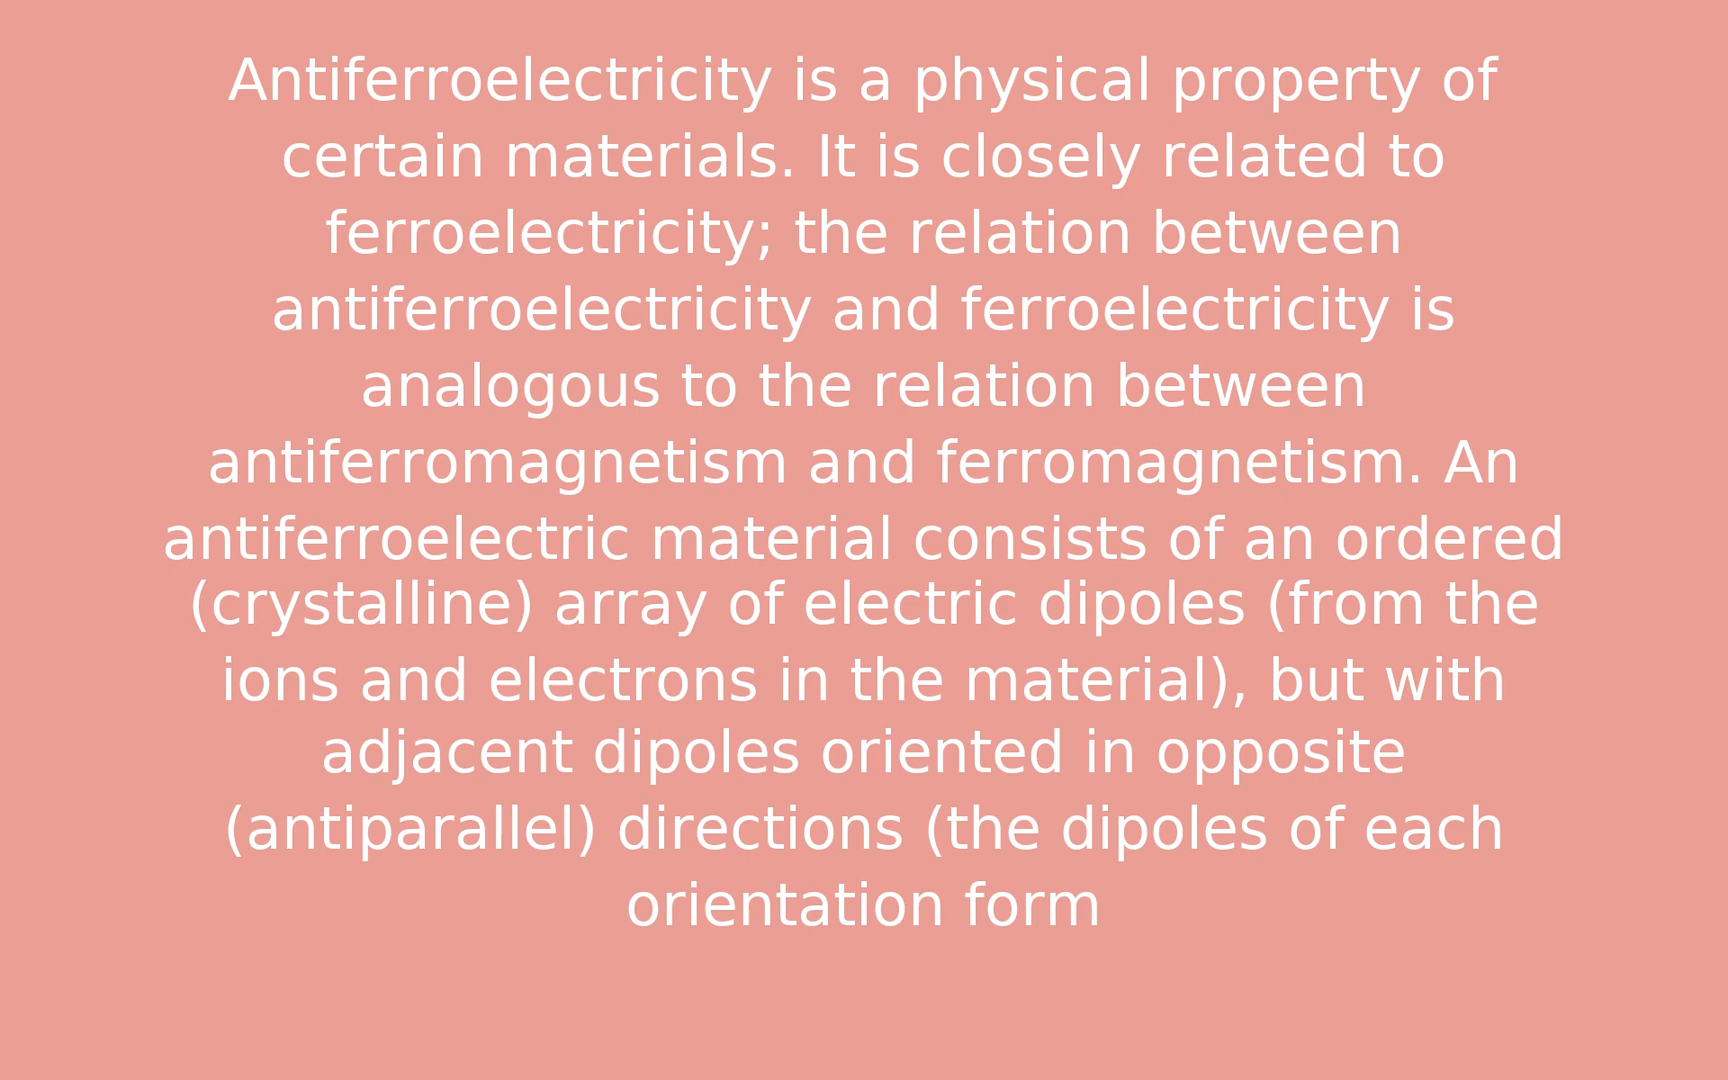 Antiferroelectricity is a physical property of
certain materials. It is closely related to
ferroelectricity; the relation between
antiferroelectricity and ferroelectricity is
analogous to the relation between
antiferromagnetism and ferromagnetism. An
antiferroelectric material consists of an ordered
(crystalline) array of electric dipoles (from the
ions and electrons in the material), but with
adjacent dipoles oriented in opposite
(antiparallel) directions (the dipoles of each
orientation form